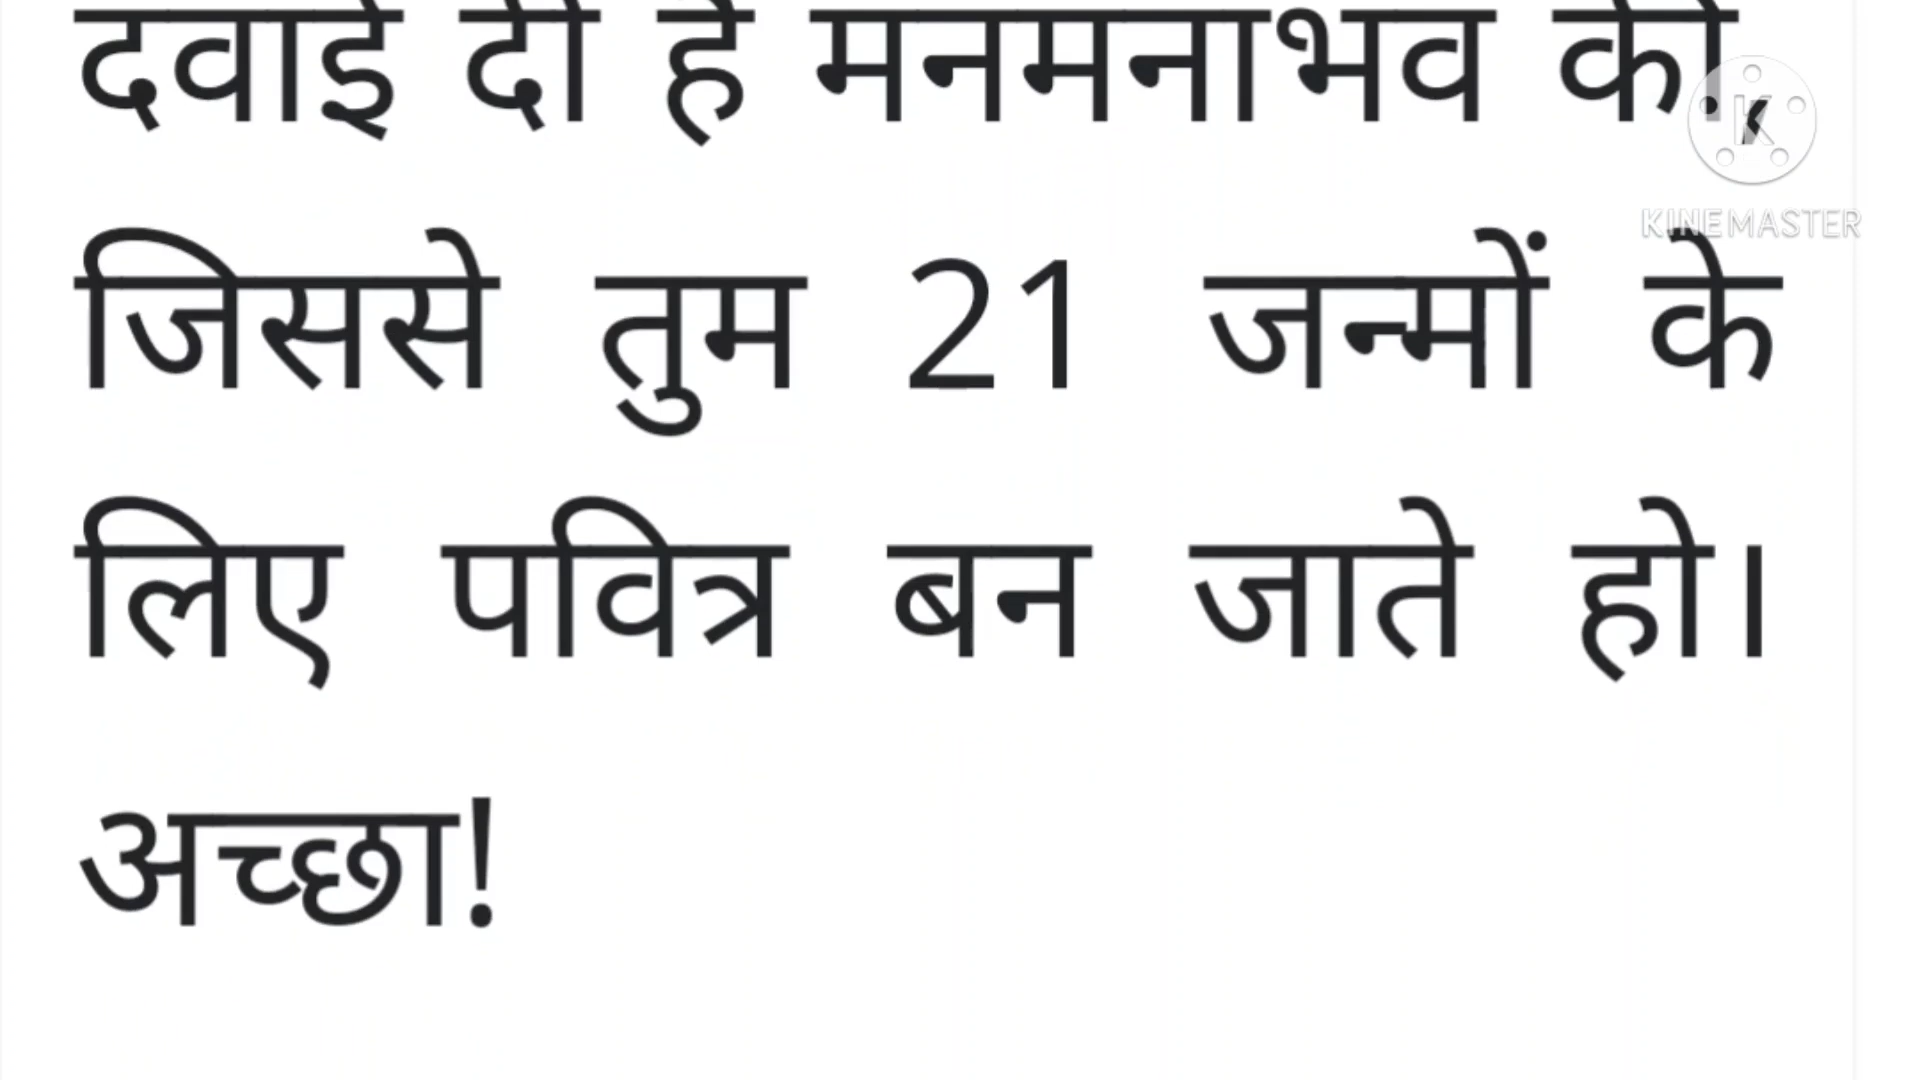 दवाई दी है मनमनाभव की
जिससे तुम 21 जन्मों के
लिए पवित्र बन जाते हो।
अच्छा!
K
KINEMASTER